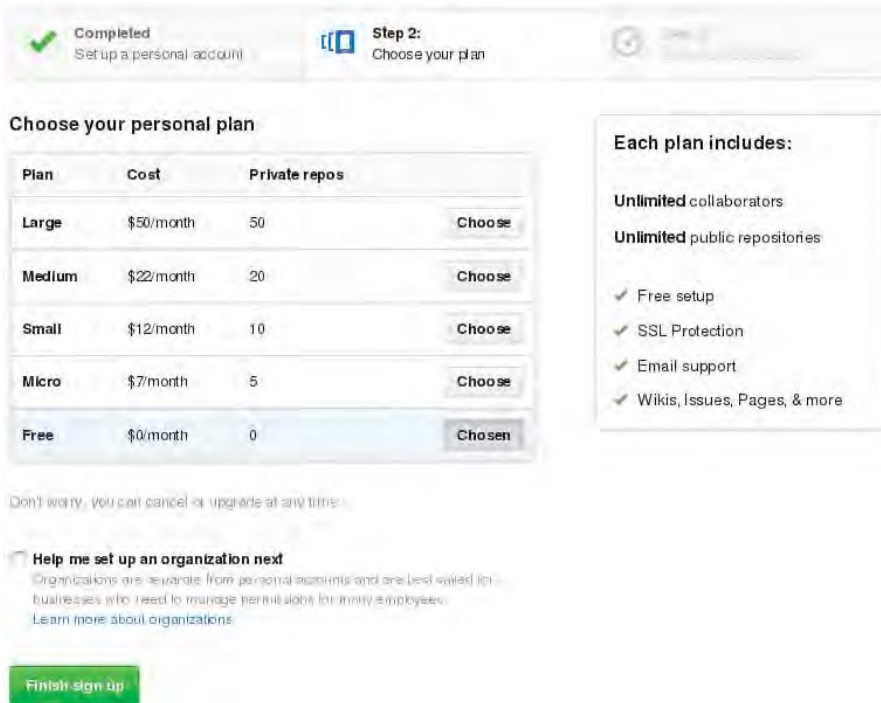 Completed
Set up a personal account
Step 2:
Choose your plan
Choose your personal plan
Plan Cost Private repos
Large $50/month 50 Choose
Medium $22/month 20 Choose
Small $12/month 10 Choose
Micro $7/month 5 Choose
Free $0/month 0 Chosen
Don't worry, you can cancel or upgrade at any time.
Help me set up an organization next
Organizations are separate from personal accounts and are best suited for
businesses who need to manage permissions for many employees.
Learn more about organizations
Finish sign up
Each plan includes:
Unlimited collaborators
Unlimited public repositories
Free setup
SSL Protection
Email support
Wikis, Issues, Pages, & more